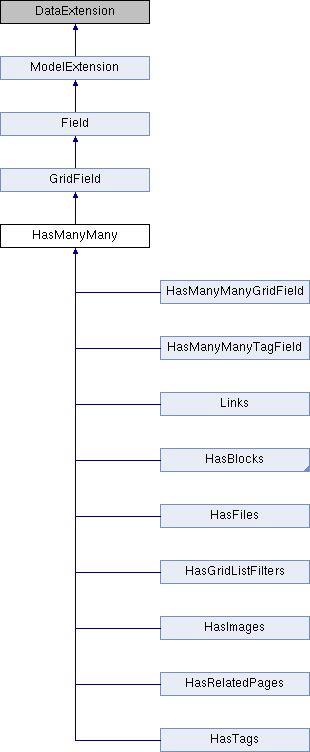 DataExtension
ModelExtension
Field
GridField
HasManyMany
HasManyManyGridField
HasManyManyTagField
Links
HasBlocks
HasFiles
HasGridListFilters
HasImages
HasRelatedPages
HasTags